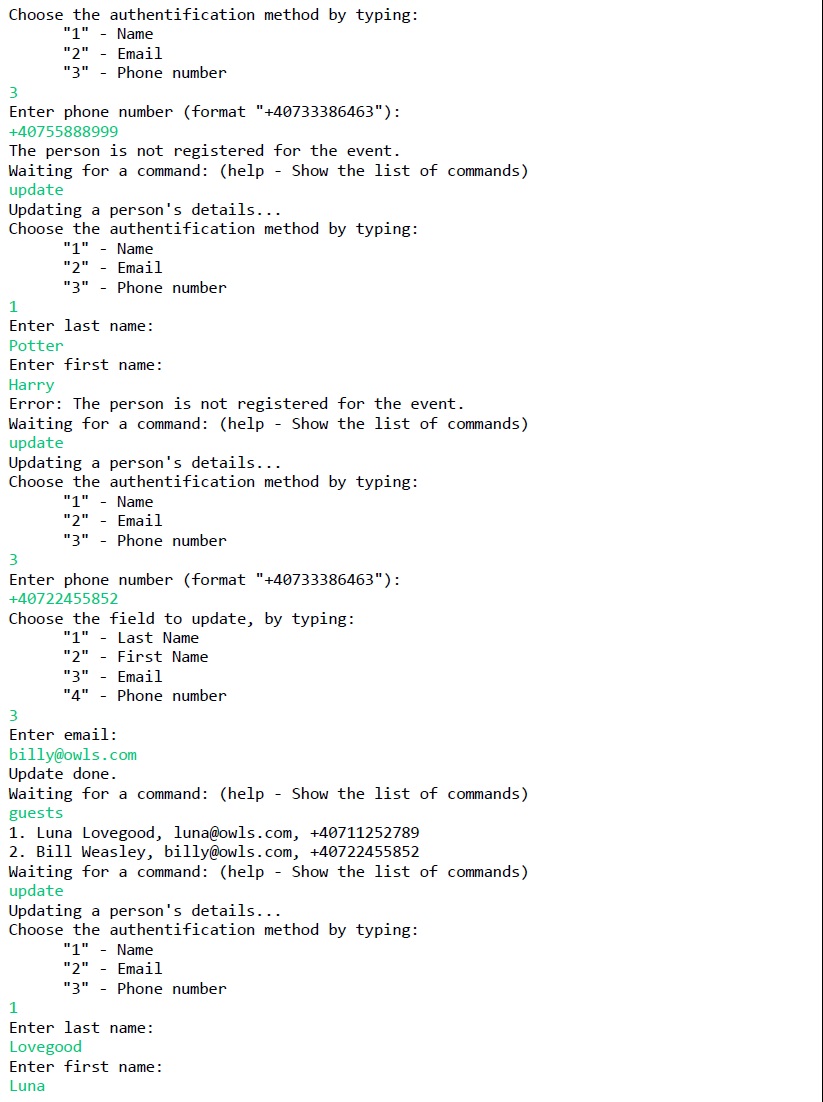 Choose the authentification method by typing:
"1" - Name
"2" - Email
"3" - Phone number
3
Enter phone number (format "+40733386463"):
+40755888999
The person is not registered for the event.
Waiting for a command: (help - Show the list of commands)
update
Updating a person's details...
Choose the authentification method by typing:
"1" - Name
"2" - Email
"3" - Phone number
1
Enter last name:
Potter
Enter first name:
Harry
Error: The person is not registered for the event.
Waiting for a command: (help - Show the list of commands)
update
Updating a person's details...
Choose the authentification method by typing:
"1" - Name
"2" - Email
"3" - Phone number
3
Enter phone number (format "+40733386463"):
+40722455852
Choose the field to update, by typing:
"1" - Last Name
"2" - First Name
"3" - Email
"4" - Phone number
3
Enter email:
billy@owls.com
Update done.
Waiting for a command: (help - Show the list of commands)
guests
1. Luna Lovegood, luna@owls.com, +40711252789
2. Bill Weasley, billy@owls.com, +40722455852
Waiting for a command: (help - Show the list of commands)
update
Updating a person's details...
Choose the authentification method by typing:
"1" - Name
"2" - Email
"3" - Phone number
1
Enter last name:
Lovegood
Enter first name:
Luna